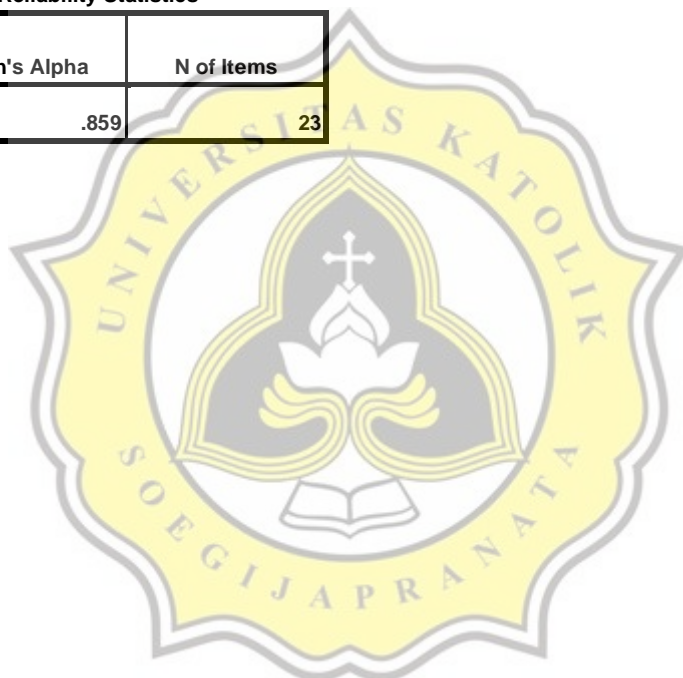 Reliability Statistics
n's Alpha N of Items
.859 23
UNIVERSITAS KATOLIK
SOEGIJAPRANATA